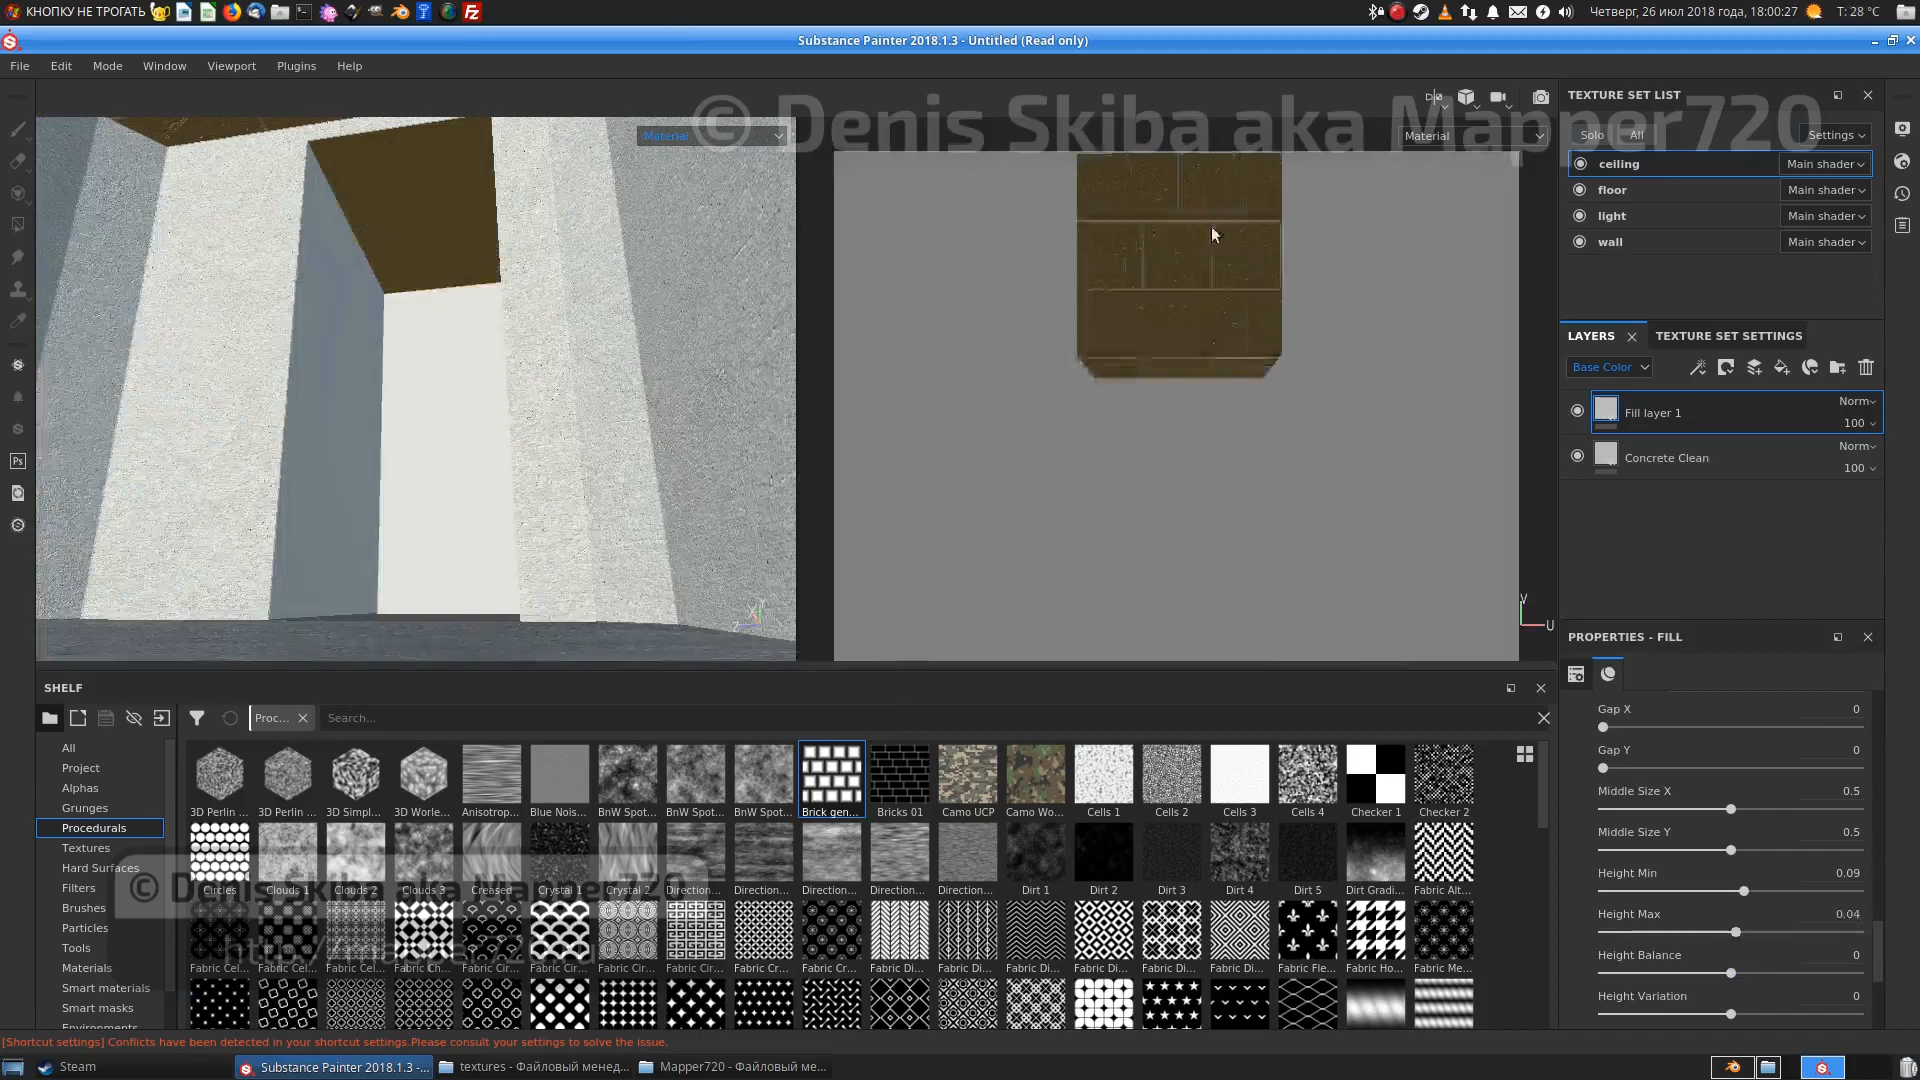 КНОПКУ НЕ ТРОГАТЬ
Четверг, 26 июл 2018 года, 18:00:27
T: 28 °C
Substance Painter 2018.1.3 - Untitled (Read only)
File Edit Mode Window Viewport Plugins Help
© Denis Skiba aka Mapper720
Material
Material
TEXTURE SET LIST
Solo All Settings
ceiling Main shader
floor Main shader
light Main shader
wall Main shader
LAYERS TEXTURE SET SETTINGS
Base Color
Fill layer 1 Norm 100
Concrete Clean Norm 100
Y X Z
V U
PROPERTIES - FILL
Gap X 0
Gap Y 0
Middle Size X 0.5
Middle Size Y 0.5
Height Min 0.09
Height Max 0.04
Height Balance 0
Height Variation 0
SHELF
Proc... Search...
All
Project
Alphas
Grunges
Procedurals
Textures
Hard Surfaces
Filters
Brushes
Particles
Tools
Materials
Smart materials
Smart masks
Environments
3D Perlin ... 3D Perlin ... 3D Simpl... 3D Worle... Anisotrop... Blue Nois... BnW Spot... BnW Spot... BnW Spot... Brick gen... Bricks 01 Camo UCP Camo Wo... Cells 1 Cells 2 Cells 3 Cells 4 Checker 1 Checker 2
Circles Clouds 1 Clouds 2 Clouds 3 Creased Crystal 1 Crystal 2 Direction... Direction... Direction... Direction... Direction... Dirt 1 Dirt 2 Dirt 3 Dirt 4 Dirt 5 Dirt Gradi... Fabric Alt...
© Denis Skiba aka Mapper720
Fabric Cel... Fabric Cel... Fabric Cel... Fabric Ch... Fabric Cir... Fabric Cir... Fabric Cir... Fabric Cir... Fabric Cr... Fabric Cr... Fabric Di... Fabric Di... Fabric Di... Fabric Di... Fabric Di... Fabric Di... Fabric Fle... Fabric Ho... Fabric Me...
[Shortcut settings] Conflicts have been detected in your shortcut settings.Please consult your settings to solve the issue.
Steam
Substance Painter 2018.1.3 -...
textures - Файловый менед...
Mapper720 - Файловый ме...